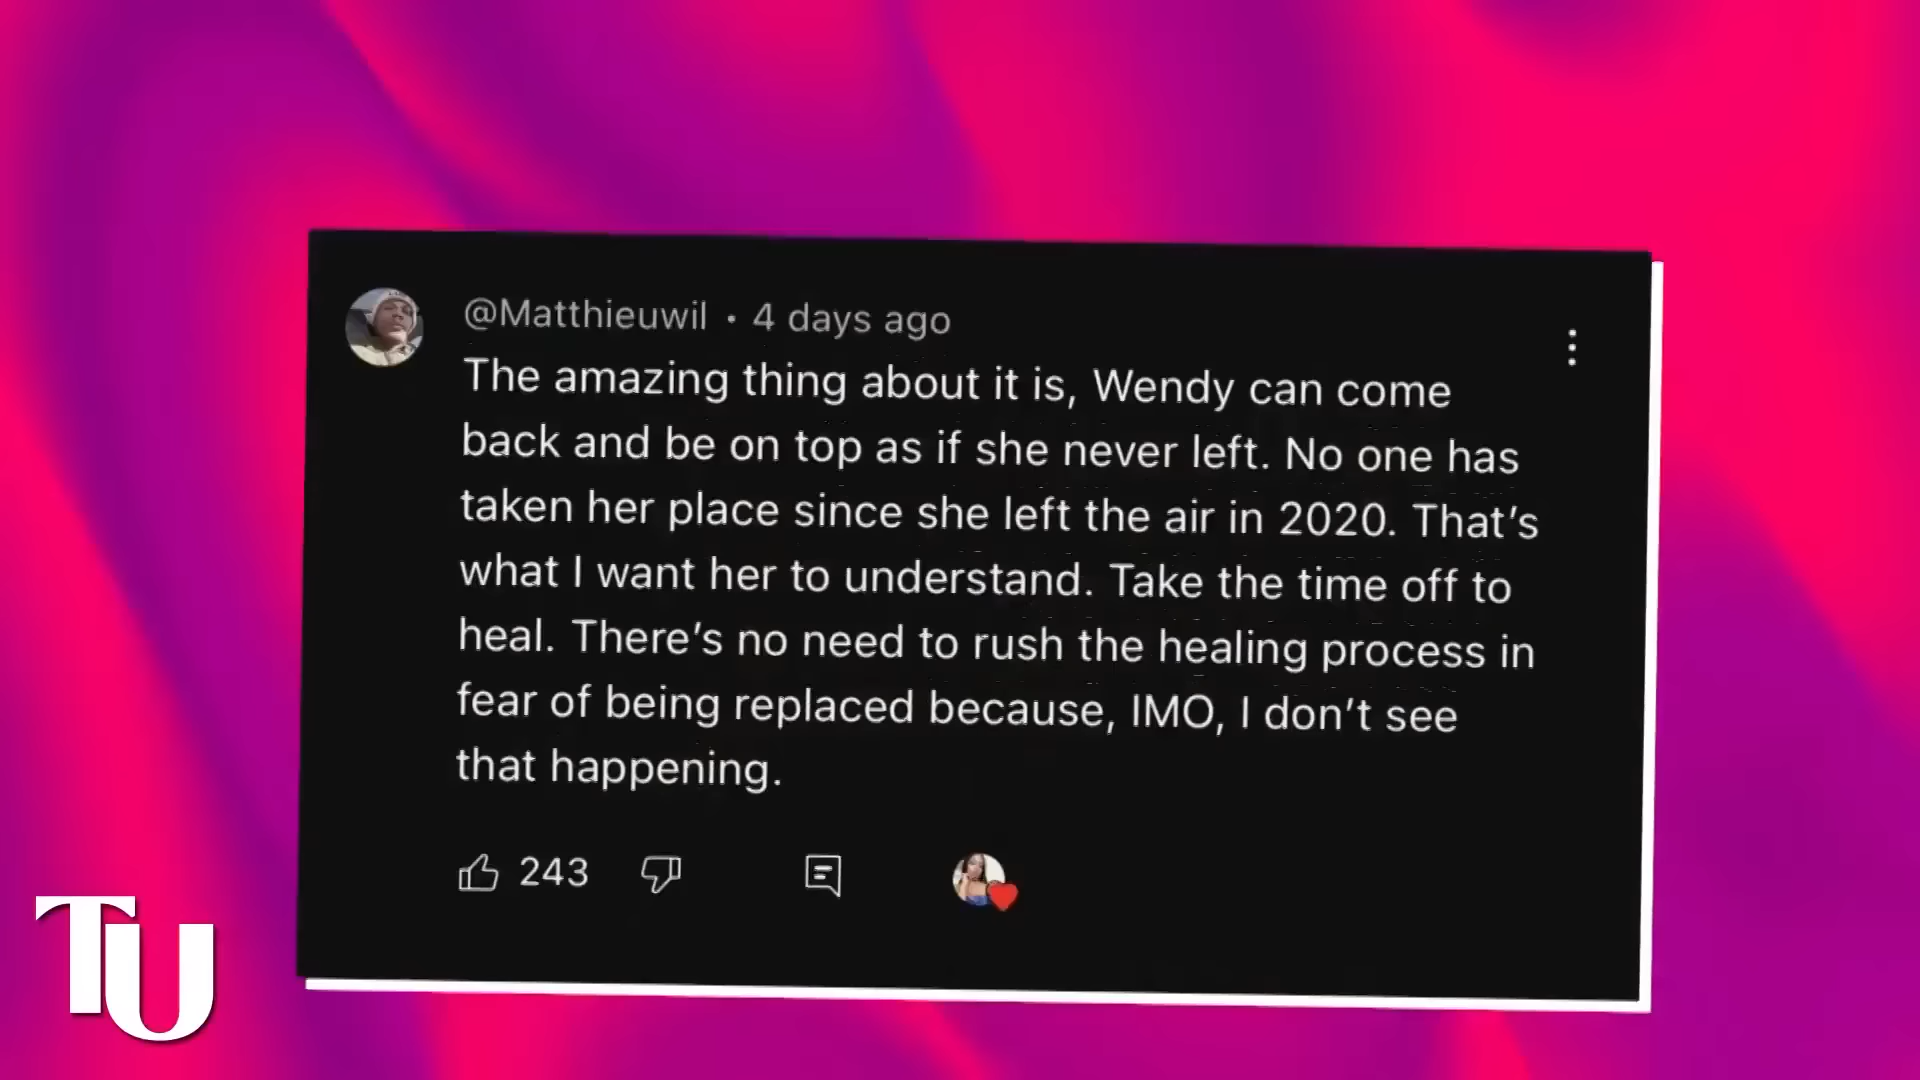 @Matthieuwil • 4 days ago
The amazing thing about it is, Wendy can come
back and be on top as if she never left. No one has
taken her place since she left the air in 2020. That’s
what I want her to understand. Take the time off to
heal. There’s no need to rush the healing process in
fear of being replaced because, IMO, I don’t see
that happening.
243
TU